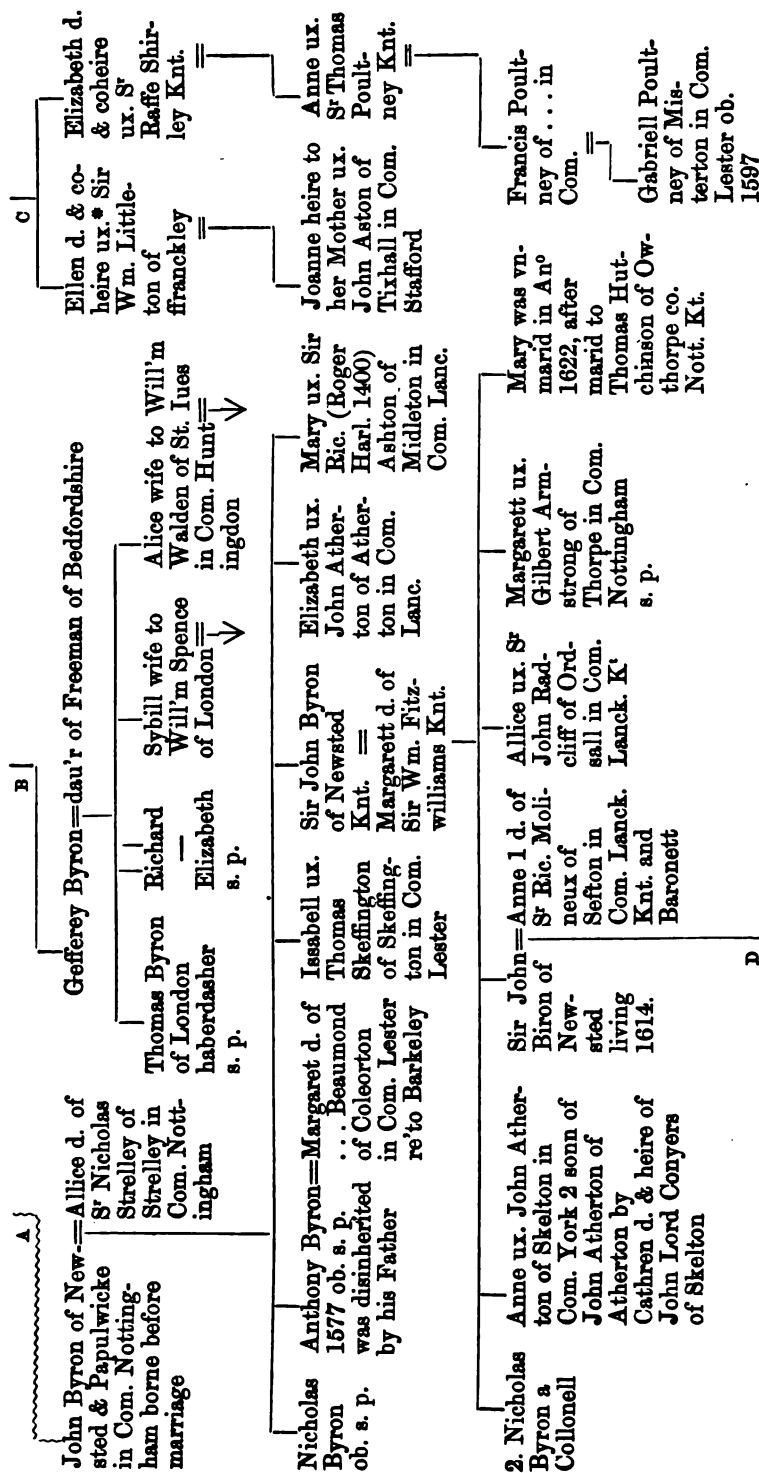 A
B
C
John Byron of New-=Allice d. of
sted & Papulwicke
in Com. Notting-
ham borne before
marriage
Sr Nicholas
Strelley of
Strelley in
Com. Nott-
ingham
Gefferey Byron=dau'r of Freeman of Bedfordshire
Ellen d. & co-
heire ux.* Sir
Wm. Little-
ton of
ffranckley
=
Elizabeth d.
& coheire
ux. Sr
Raffe Shir-
ley Knt.
=
Thomas Byron
of London
haberdasher
s. p.
Richard
—
Elizabeth
s. p.
Sybill wife to
Will'm Spence
of London=
Alice wife to Will'm
Walden of St. Iues
in Com. Hunt=
ingdon
Joanne heire to
her Mother ux.
John Aston of
Tixhall in Com.
Stafford
Anne ux.
Sr Thomas
Poult-
ney Knt.
=
Nicholas
Byron
ob. s. p.
Anthony Byron=Margaret d. of
1577 ob. s. p.
was disinherited
by his Father
... Beaumond
of Coleorton
in Com. Lester
re'to Barkeley
Issabell ux.
Thomas
Skeffington
of Skeffing-
ton in Com.
Lester
Sir John Byron
of Newsted
Knt. =
Margarett d. of
Sir Wm. Fitz-
williams Knt.
Elizabeth ux.
John Ather-
ton of Ather-
ton in Com.
Lanc.
Mary ux. Sir
Ric. (Roger
Harl. 1400)
Ashton of
Midleton in
Com. Lanc.
Francis Poult-
ney of ... in
Com.
=
2. Nicholas
Byron a
Collonell
Anne ux. John Ather-
ton of Skelton in
Com. York 2 sonn of
John Atherton of
Atherton by
Cathren d. & heire of
John Lord Conyers
of Skelton
Sir John=Anne 1 d. of
Biron of
New-
sted
living
1614.
Sr Ric. Moli-
neux of
Sefton in
Com. Lanck.
Knt. and
Baronett
Allice ux. Sr
John Rad-
cliff of Ord-
sall in Com.
Lanck. Kt
Margarett ux.
Gilbert Arm-
strong of
Thorpe in Com.
Nottingham
s. p.
Mary was vn-
marid in Ano
1622, after
marid to
Thomas Hut-
chinson of Ow-
thorpe co.
Nott. Kt.
Gabriell Poult-
ney of Mis-
terton in Com.
Lester ob.
1597
D